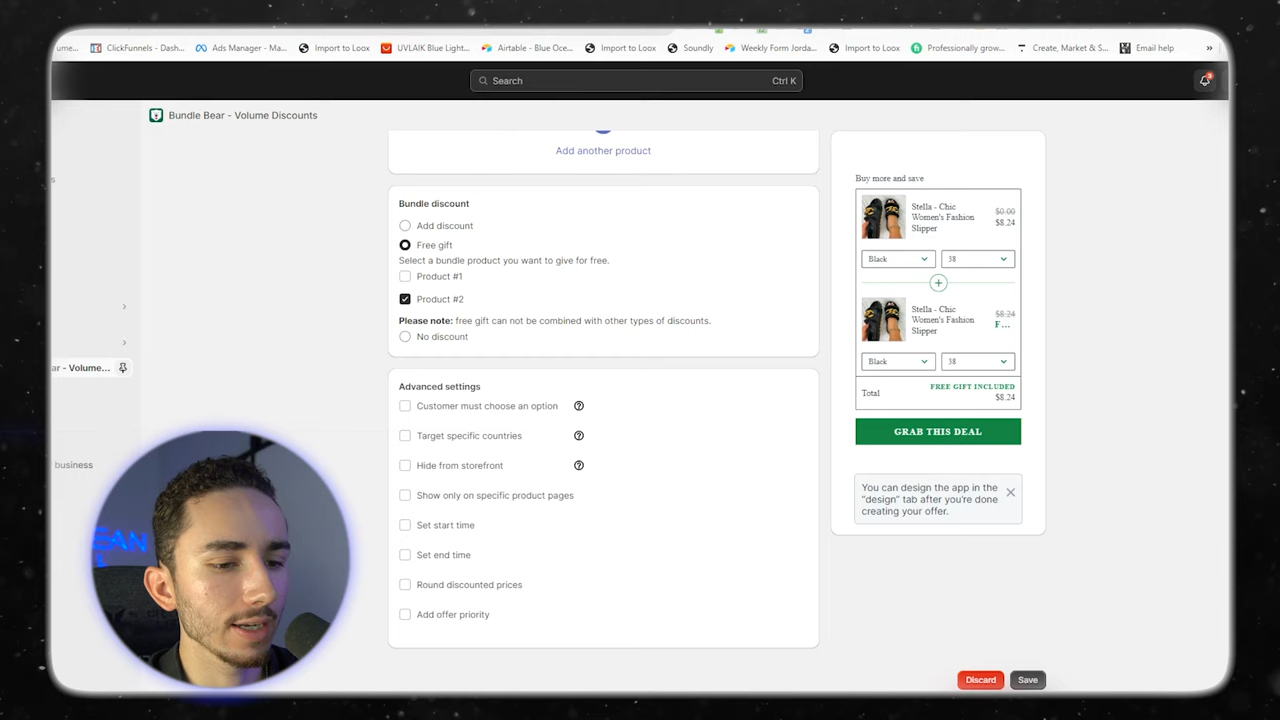 ume...
ClickFunnels - Dash...
Ads Manager - Ma...
Import to Loox
UVLAIK Blue Light...
Airtable - Blue Oce...
Import to Loox
Soundly
Weekly Form Jorda...
Import to Loox
Professionally grow...
Create, Market & S...
Email help
»
Search
Ctrl K
Bundle Bear - Volume Discounts
ar - Volume...
business
Add another product
Bundle discount
Add discount
Free gift
Select a bundle product you want to give for free.
Product #1
Product #2
Please note: free gift can not be combined with other types of discounts.
No discount
Advanced settings
Customer must choose an option
Target specific countries
Hide from storefront
Show only on specific product pages
Set start time
Set end time
Round discounted prices
Add offer priority
Buy more and save
Stella - Chic
Women's Fashion
Slipper
$0.00
$8.24
Black
38
Stella - Chic
Women's Fashion
Slipper
$8.24
F...
Black
38
Total
FREE GIFT INCLUDED
$8.24
GRAB THIS DEAL
You can design the app in the
"design" tab after you're done
creating your offer.
Discard
Save
EAN